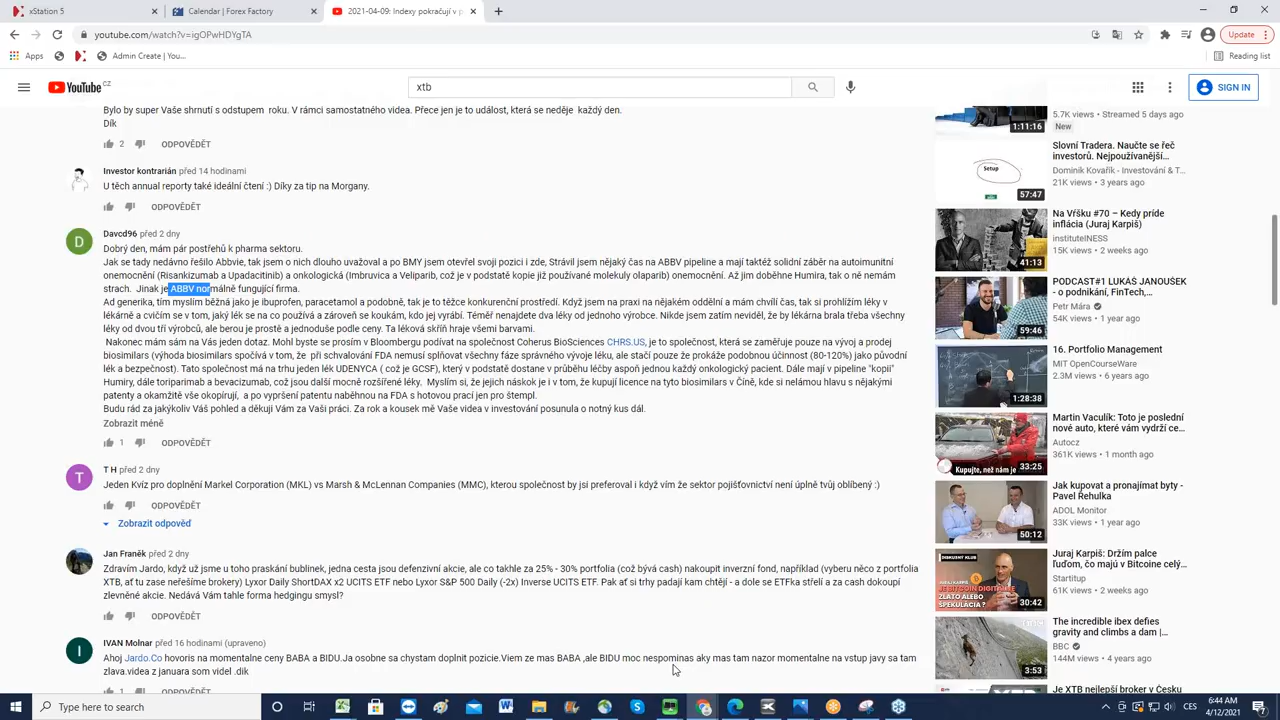 xStation 5
Calendar | Forex Factory
2021-04-09: Indexy pokračují v pa
youtube.com/watch?v=igOPwHDYgTA
Update
Apps
Admin Create | You...
Reading list
YouTube CZ
xtb
SIGN IN
Bylo by super Vaše shrnutí s odstupem roku. V rámci samostatného videa. Přece jen je to událost, která se neděje každý den.
Dík
2 ODPOVĚDĚT
Investor kontrarián před 14 hodinami
U těch annual reporty také ideální čtení :) Díky za tip na Morgany.
ODPOVĚDĚT
D
Davcd96 před 2 dny
Dobrý den, mám pár postřehů k pharma sektoru.
Jak se tady nedávno řešilo Abbvie, tak jsem o nich dlouho uvažoval a nakonec jsem otevřel svoji pozici i zde, Strávil jsem nějaký čas na ABBV pipeline a mají taktéž solidní záběr na autoimunitní
onemocnění (Risankizumab a Upadacitinib) a onkologická (Imbruvica a Veliparib, což je v podstatě kopie již používané molekuly olaparib) onemocnění. Až jim doběhne Humira, tak o ně nemám
strach. Jinak je ABBV normálně fungující firma.
Ad generika, tím myslím běžná jako je ibuprofen, paracetamol a podobně, tak je to těžce konkurenční prostředí. Když jsem na praxi na nějakém oddělení a mám chvíli čas, tak si prohlížím léky v
lékárně a cvičím se v tom, jaký lék se na co používá a zároveň se koukám, kdo jej vyrábí. Téměř nenajdete dva léky od jednoho výrobce. Nikde jsem zatím neviděl, že by lékárna brala třeba všechny
léky od dvou tří výrobců, ale berou je prostě a jednoduše podle ceny. Ta léková skříň hraje všemi barvami.
Nakonec mám sám na Vás jeden dotaz. Mohl byste se prosím v Bloombergu podívat na společnost Coherus BioSciences CHRS.US, je to společnost, která se zaměřuje pouze na vývoj a prodej
biosimilars (výhoda biosimilars spočívá v tom, že při schvalování FDA nemusí splňovat všechny fáze správného vývoje léku, ale stačí pouze že prokáže podobnou účinnost (80-120%) jako původní
lék a bezpečnost). Tato společnost má na trhu jeden lék UDENYCA (což je GCSF), který v podstatě dostane v průběhu léčby aspoň jednou každý onkologický pacient. Dále mají v pipeline "kopii"
Humiry, dále toriparimab a bevacizumab, což jsou další mocně rozšířené léky. Myslím si, že jejich náskok je i v tom, že kupují licence na tyto biosimilars v Číně, kde si nelámou hlavu s nějakými
patenty a okamžitě vše okopírují, a po vypršení patentu naběhnou na FDA s hotovou prací jen pro štempl.
Budu rád za jakýkoliv Váš pohled a děkuji Vám za Vaši práci. Za rok a kousek mě Vaše videa v investování posunula o notný kus dál.
Zobrazit méně
1 ODPOVĚDĚT
T
T H před 2 dny
Jeden Kvíz pro doplnění Markel Corporation (MKL) vs Marsh & McLennan Companies (MMC), kterou společnost by jsi preferoval i když vím že sektor pojišťovnictví není úplně tvůj oblíbený :)
ODPOVĚDĚT
Zobrazit odpověď
Jan Franěk před 2 dny
Zdravím Jardo, když už jsme u toho praskání bublinek, jedna cesta jsou defenzivní akcie, ale co takhle za 25% - 30% portfolia (což bývá cash) nakoupit inverzní fond, například (vyberu něco z portfolia
XTB, ať tu zase neřešíme brokery) Lyxor Daily ShortDAX x2 UCITS ETF nebo Lyxor S&P 500 Daily (-2x) Inverse UCITS ETF. Pak ať si trhy padají kam chtějí - a dole se ETFka střelí a za cash dokoupí
zlevněné akcie. Nedává Vám tahle forma hedgingu smysl?
ODPOVĚDĚT
I
IVAN Molnar před 16 hodinami (upraveno)
Ahoj Jardo.Co hovoris na momentalne ceny BABA a BIDU.Ja osobne sa chystam doplnit pozicie.Viem ze mas BABA ,ale BIDU moc nespominas aky mas tam nazor momentalne na vstup javy sa tam
zlava.videa z januara som videl .dik
1 ODPOVĚDĚT
1:11:16
5.7K views • Streamed 5 days ago
New
Setup
57:47
Slovní Tradera. Naučte se řeč
investorů. Nejpoužívanější…
Dominik Kovařík - Investování & T...
21K views • 3 years ago
41:13
Na Vŕšku #70 – Kedy príde
inflácia (Juraj Karpiš)
instituteINESS
15K views • 2 weeks ago
59:46
PODCAST#1 LUKÁŠ JANOUŠEK
- o podnikání, FinTech,…
Petr Mára
54K views • 1 year ago
1:28:38
16. Portfolio Management
MIT OpenCourseWare
2.3M views • 6 years ago
Kupujte, než nám je
33:25
Martin Vaculík: Toto je poslední
nové auto, které vám vydrží ce…
Autocz
361K views • 1 month ago
50:12
Jak kupovat a pronajímat byty -
Pavel Řehulka
ADOL Monitor
33K views • 1 year ago
DISKUSNÝ KLUB
JE BITCOIN DIGITÁLNE
ZLATO ALEBO
ŠPEKULÁCIA ?
30:42
Juraj Karpiš: Držím palce
ľuďom, čo majú v Bitcoine celý…
Startitup
61K views • 2 weeks ago
3:53
The incredible ibex defies
gravity and climbs a dam |…
BBC
144M views • 4 years ago
Je XTB nejlepší broker v Česku
Type here to search
CES
6:44 AM
4/12/2021